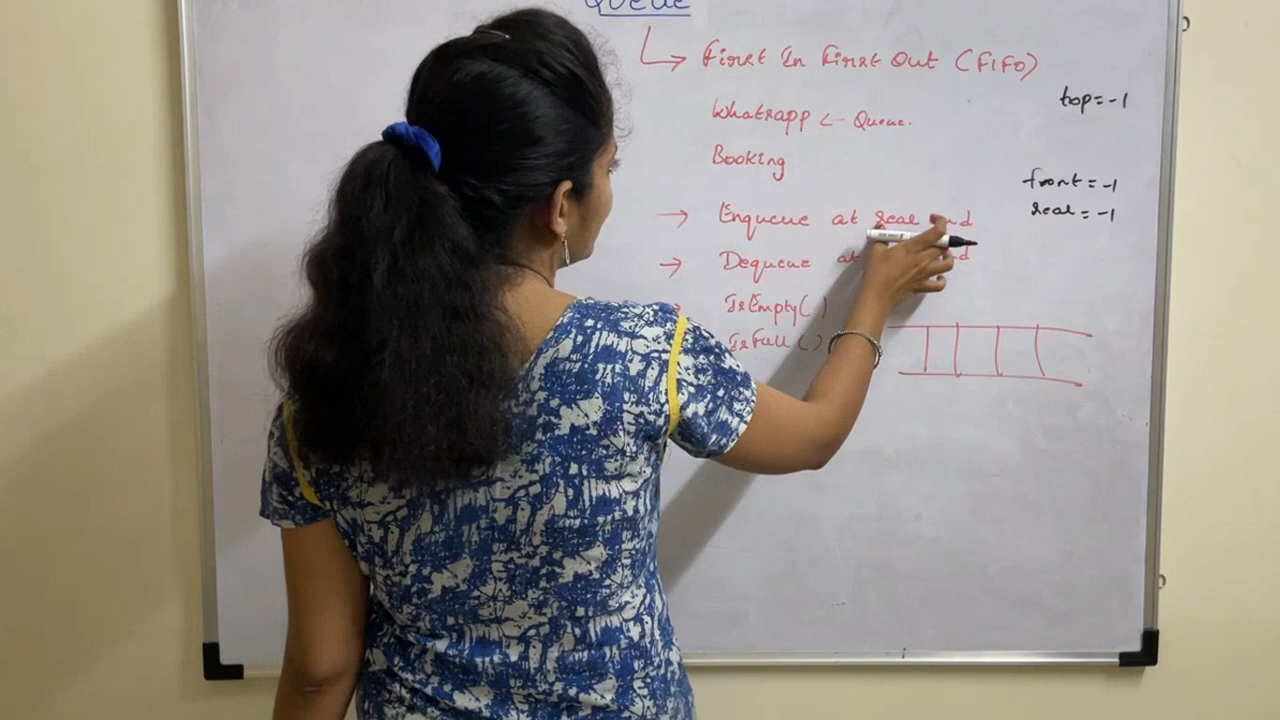 Queue
First In First Out (FIFO)
top=-1
Whatsapp ← Queue.
Booking
front=-1
rear=-1
→ Enqueue at rear end
→ Dequeue at
IsEmpty( )
IsFull ( )